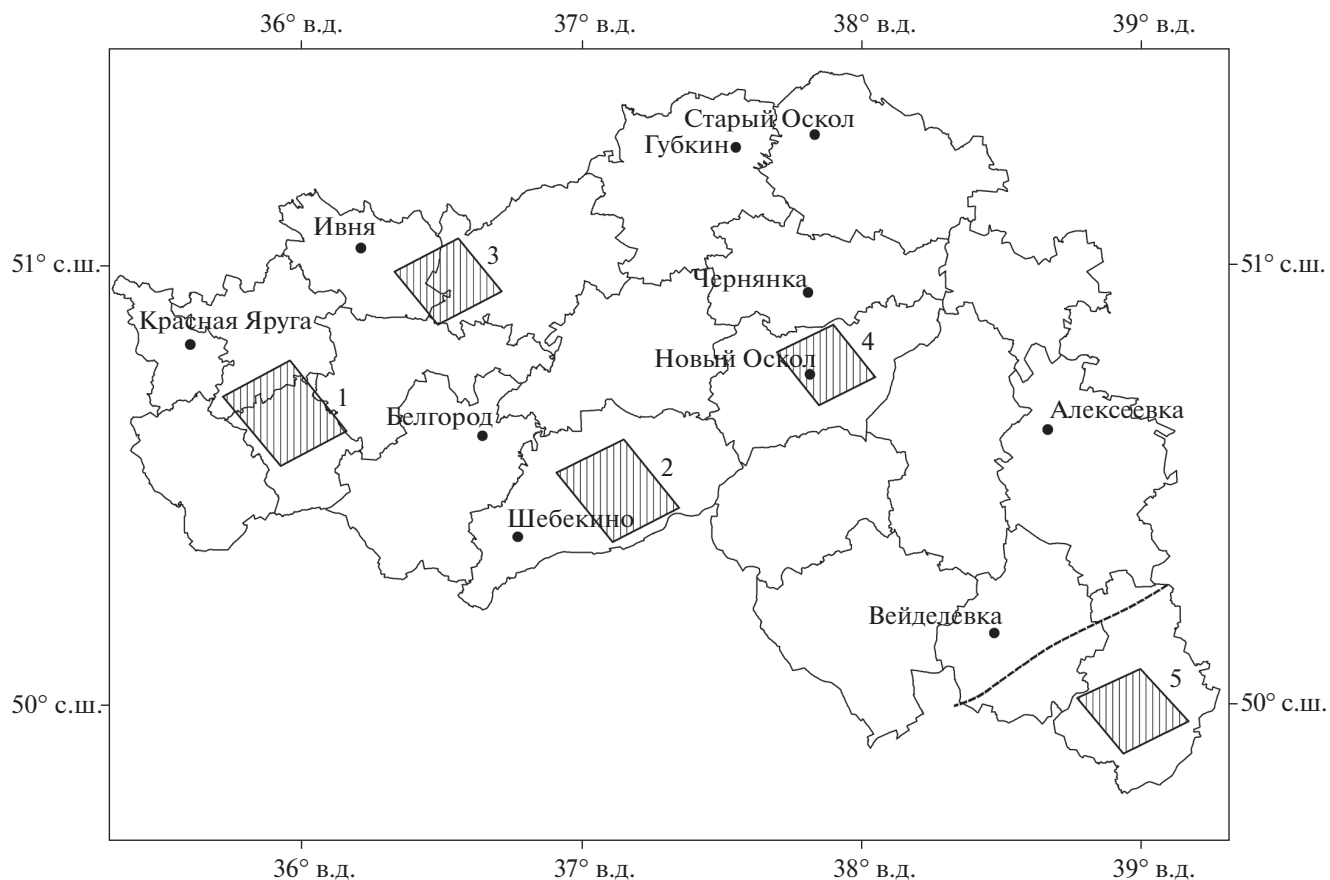 36° в.д.
37° в.д.
38° в.д.
39° в.д.
Старый Оскол
Губкин
Ивня
3
51° с.ш.
51° с.ш.
Чернянка
Красная Яруга
4
Новый Оскол
1
Белгород
Алексеевка
2
Шебекино
Вейделевка
5
50° с.ш.
50° с.ш.
36° в.д.
37° в.д.
38° в.д.
39° в.д.